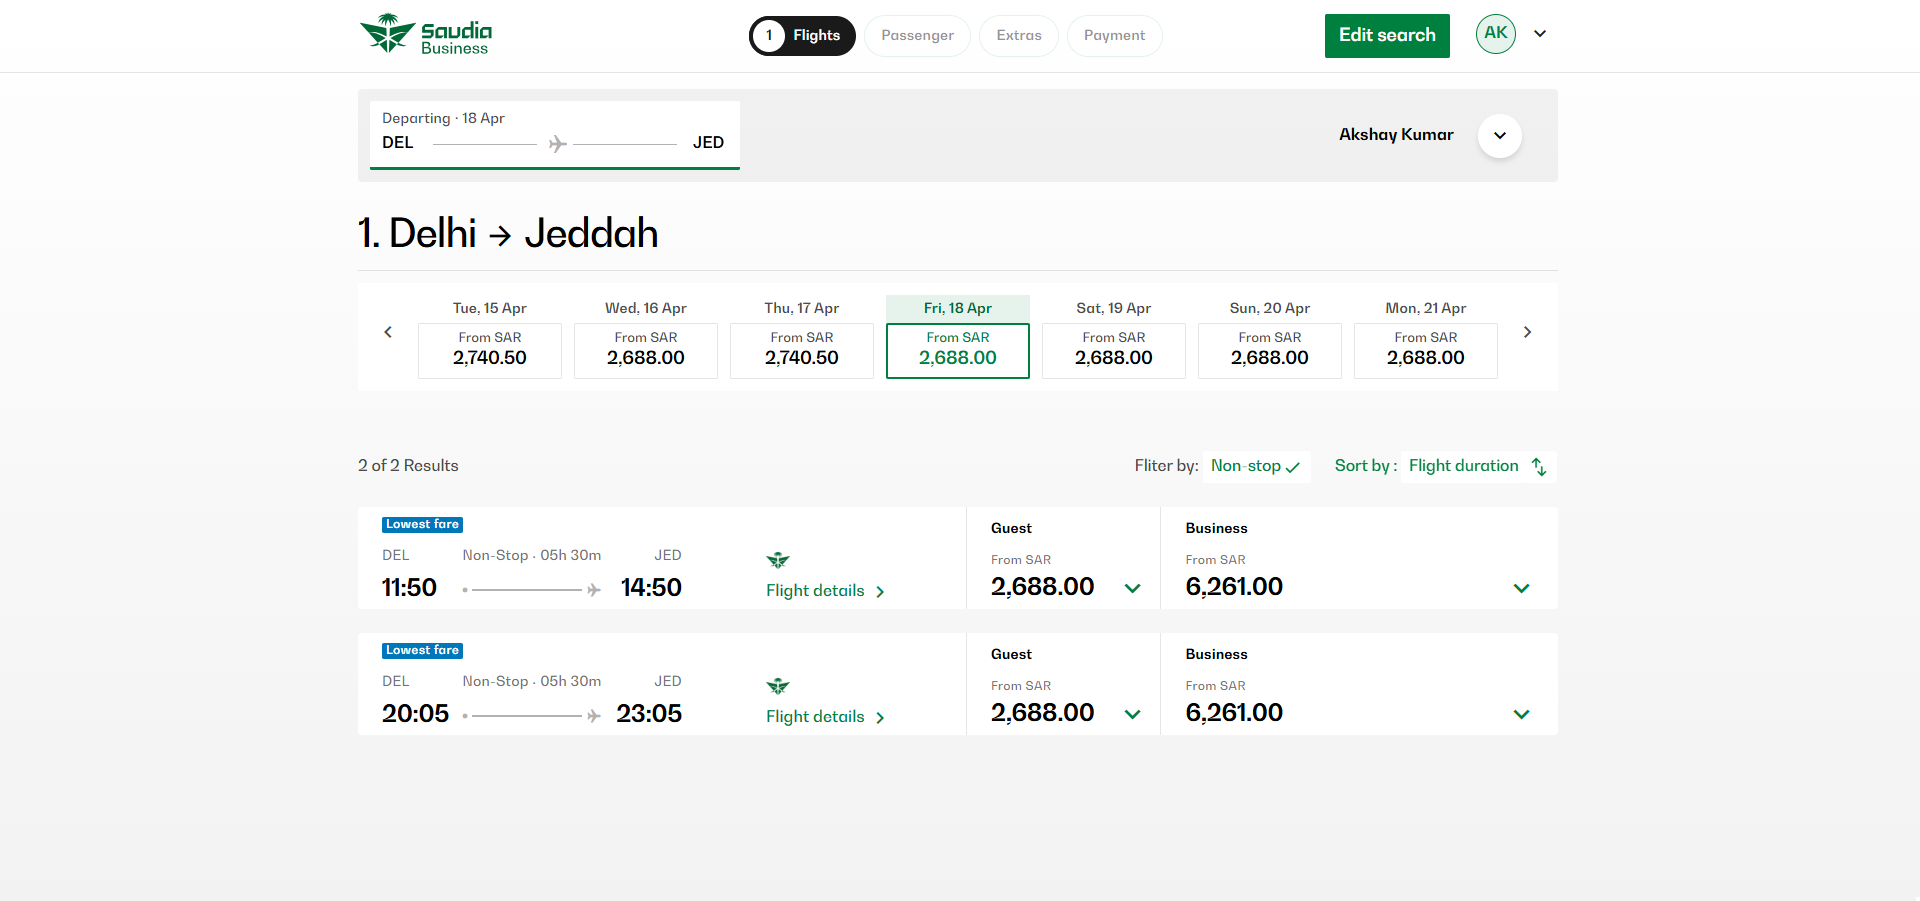 Saudia
Business
1 Flights
Passenger
Extras
Payment
Edit search
AK
Departing · 18 Apr
DEL
JED
Akshay Kumar
1. Delhi → Jeddah
Tue, 15 Apr
From SAR
2,740.50
Wed, 16 Apr
From SAR
2,688.00
Thu, 17 Apr
From SAR
2,740.50
Fri, 18 Apr
From SAR
2,688.00
Sat, 19 Apr
From SAR
2,688.00
Sun, 20 Apr
From SAR
2,688.00
Mon, 21 Apr
From SAR
2,688.00
2 of 2 Results
Fliter by: Non-stop
Sort by : Flight duration
Lowest fare
DEL Non-Stop · 05h 30m JED
11:50 14:50
Flight details
Guest
From SAR
2,688.00
Business
From SAR
6,261.00
Lowest fare
DEL Non-Stop · 05h 30m JED
20:05 23:05
Flight details
Guest
From SAR
2,688.00
Business
From SAR
6,261.00